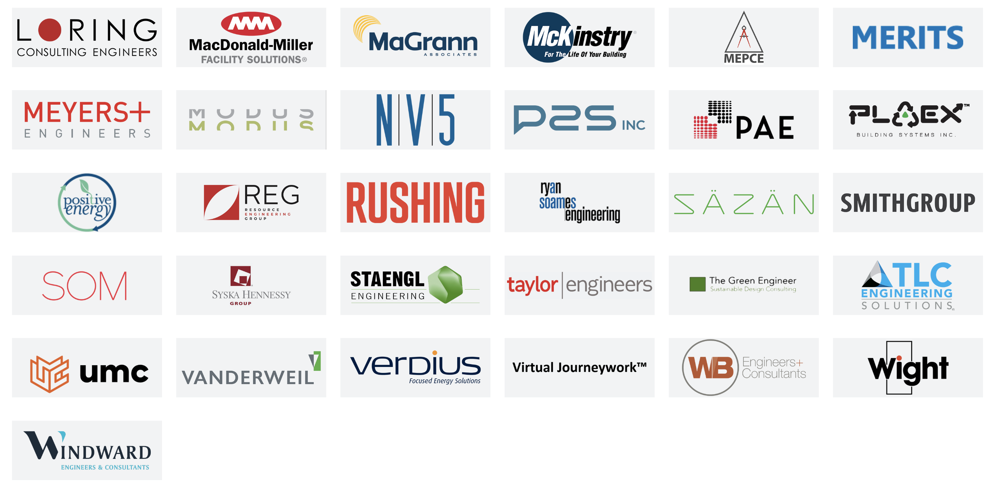 LORING
CONSULTING ENGINEERS
MacDonald-Miller
FACILITY SOLUTIONS®
MaGrann
ASSOCIATES
McKinstry®
For The Life Of Your Building
MEPCE
MERITS
MEYERS+
ENGINEERS
MODUS
N|V|5
P2S INC
PAE
PLAEX™
BUILDING SYSTEMS INC.
positive
energy
REG
RESOURCE
ENGINEERING
GROUP
RUSHING
ryan
soames
engineering
SÄZÄN
SMITHGROUP
SOM
SYSKA HENNESSY
GROUP
STAENGL
ENGINEERING
taylor|engineers
The Green Engineer
Sustainable Design Consulting
TLC
ENGINEERING
SOLUTIONS®
umc
VANDERWEIL
verdius
Focused Energy Solutions
Virtual Journeywork™
WB
Engineers+
Consultants
Wight
WINDWARD
ENGINEERS & CONSULTANTS